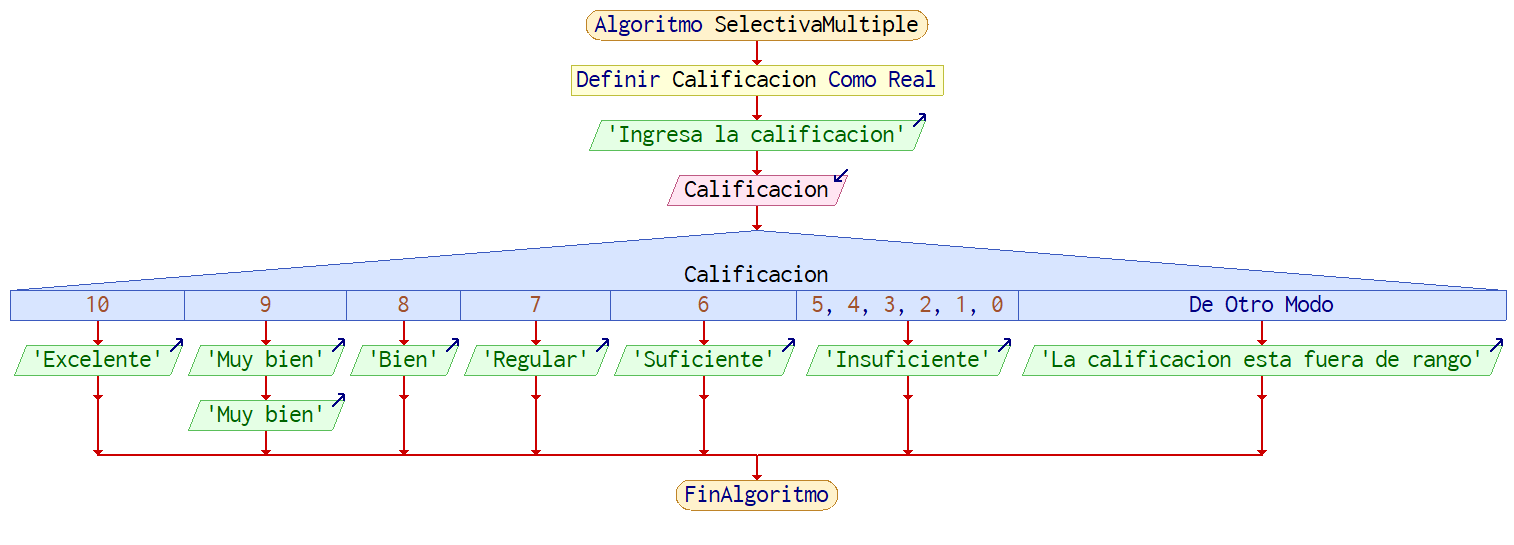 Algoritmo SelectivaMultiple
Definir Calificacion Como Real
'Ingresa la calificacion'
Calificacion
Calificacion
10 9 8 7 6 5, 4, 3, 2, 1, 0 De Otro Modo
'Excelente' 'Muy bien' 'Bien' 'Regular' 'Suficiente' 'Insuficiente' 'La calificacion esta fuera de rango'
'Muy bien'
FinAlgoritmo